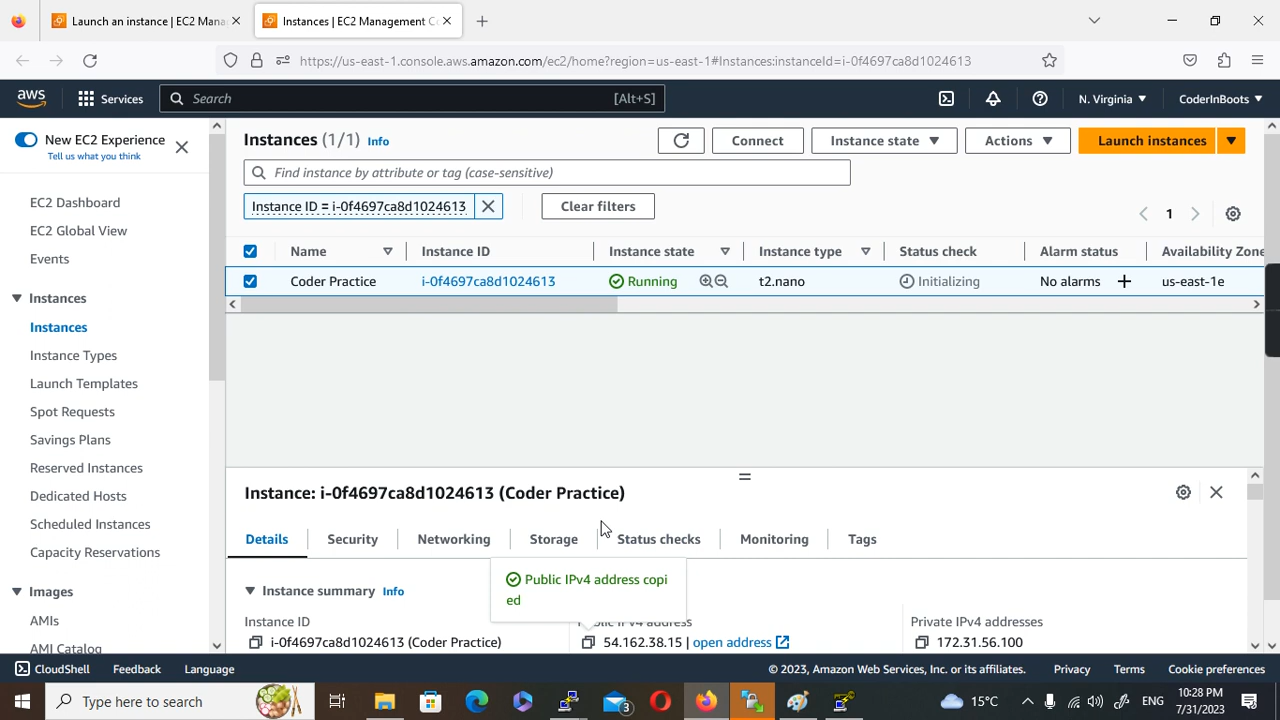 Launch an instance | EC2 Mana
Instances | EC2 Management C
https://us-east-1.console.aws.amazon.com/ec2/home?region=us-east-1#Instances:instanceId=i-0f4697ca8d1024613
aws
Services
Search
[Alt+S]
N. Virginia
CoderInBoots
New EC2 Experience
Tell us what you think
EC2 Dashboard
EC2 Global View
Events
Instances
Instances
Instance Types
Launch Templates
Spot Requests
Savings Plans
Reserved Instances
Dedicated Hosts
Scheduled Instances
Capacity Reservations
Images
AMIs
AMI Catalog
Instances (1/1) Info
Connect
Instance state
Actions
Launch instances
Find instance by attribute or tag (case-sensitive)
Instance ID = i-0f4697ca8d1024613
Clear filters
1
Name Instance ID Instance state Instance type Status check Alarm status Availability Zone
Coder Practice i-0f4697ca8d1024613 Running t2.nano Initializing No alarms + us-east-1e
Instance: i-0f4697ca8d1024613 (Coder Practice)
Details Security Networking Storage Status checks Monitoring Tags
Public IPv4 address copi
ed
Instance summary Info
Instance ID
i-0f4697ca8d1024613 (Coder Practice)
Public IPv4 address
54.162.38.15 | open address
Private IPv4 addresses
172.31.56.100
CloudShell Feedback Language
© 2023, Amazon Web Services, Inc. or its affiliates. Privacy Terms Cookie preferences
Type here to search
3
15°C
ENG
10:28 PM
7/31/2023